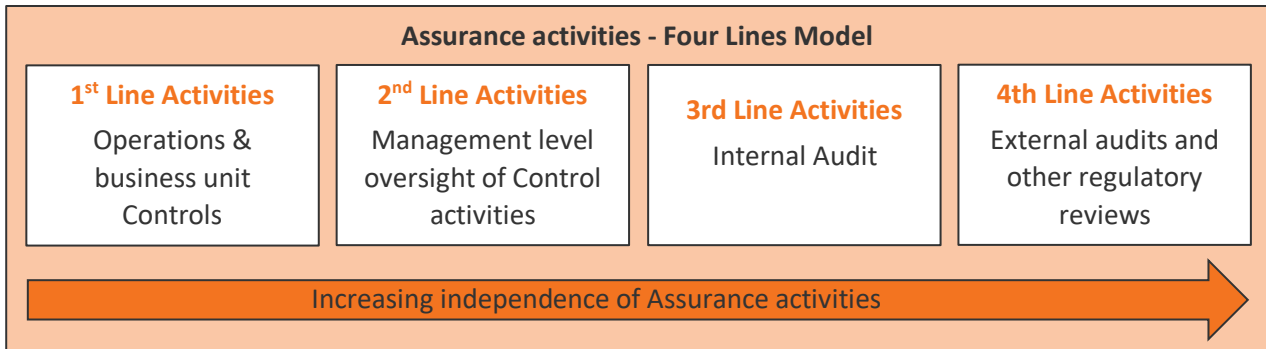 Assurance activities - Four Lines Model
1st Line Activities
Operations &
business unit
Controls
2nd Line Activities
Management level
oversight of Control
activities
3rd Line Activities
Internal Audit
4th Line Activities
External audits and
other regulatory
reviews
Increasing independence of Assurance activities